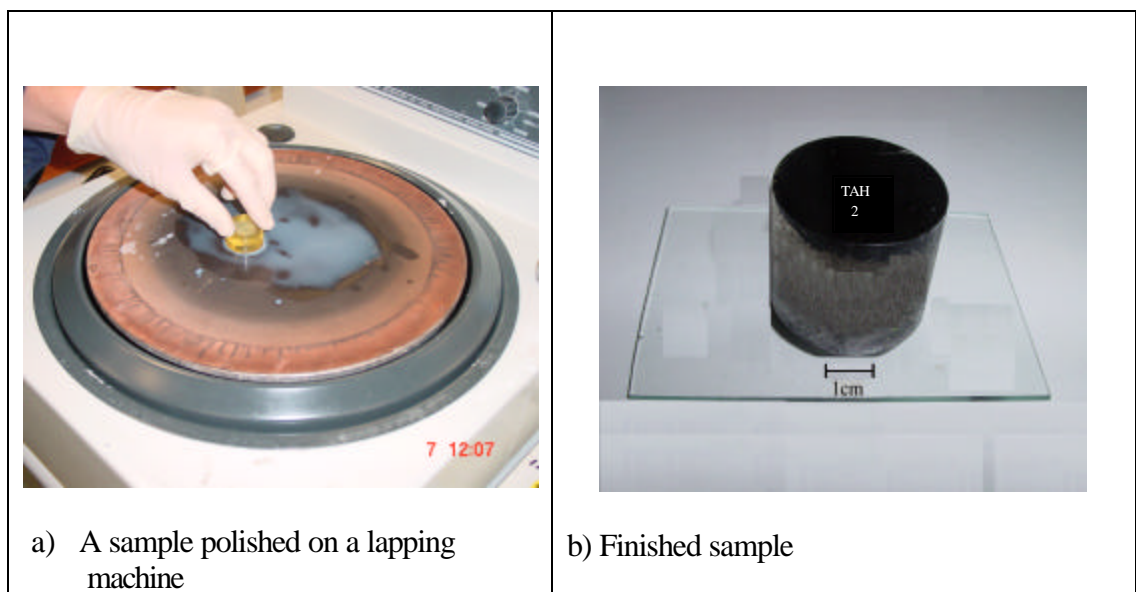 7 12:07
TAH
2
1cm
a) A sample polished on a lapping
machine
b) Finished sample